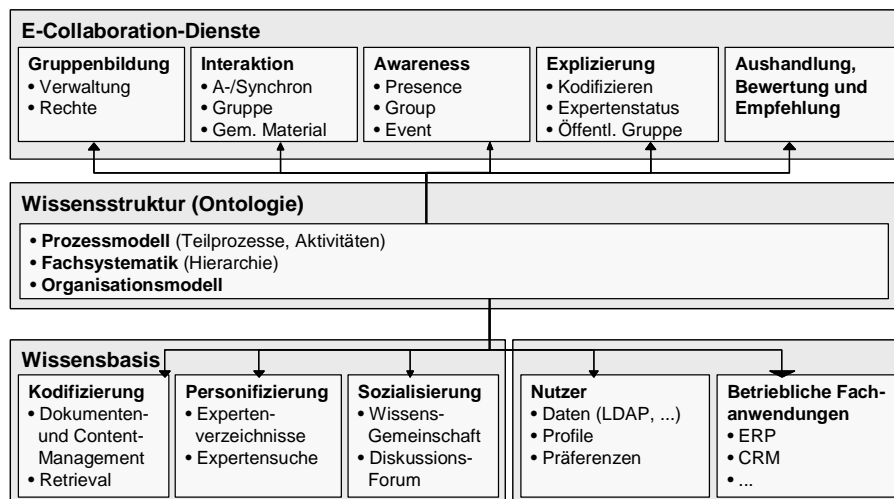 E-Collaboration-Dienste
Gruppenbildung
• Verwaltung
• Rechte
Interaktion
• A-/Synchron
• Gruppe
• Gem. Material
Awareness
• Presence
• Group
• Event
Explizierung
• Kodifizieren
• Expertenstatus
• Öffentl. Gruppe
Aushandlung,
Bewertung und
Empfehlung
Wissensstruktur (Ontologie)
• Prozessmodell (Teilprozesse, Aktivitäten)
• Fachsystematik (Hierarchie)
• Organisationsmodell
Wissensbasis
Kodifizierung
• Dokumenten-
und Content-
Management
• Retrieval
Personifizierung
• Experten-
verzeichnisse
• Expertensuche
Sozialisierung
• Wissens-
Gemeinschaft
• Diskussions-
Forum
Nutzer
• Daten (LDAP, ...)
• Profile
• Präferenzen
Betriebliche Fach-
anwendungen
• ERP
• CRM
• ...